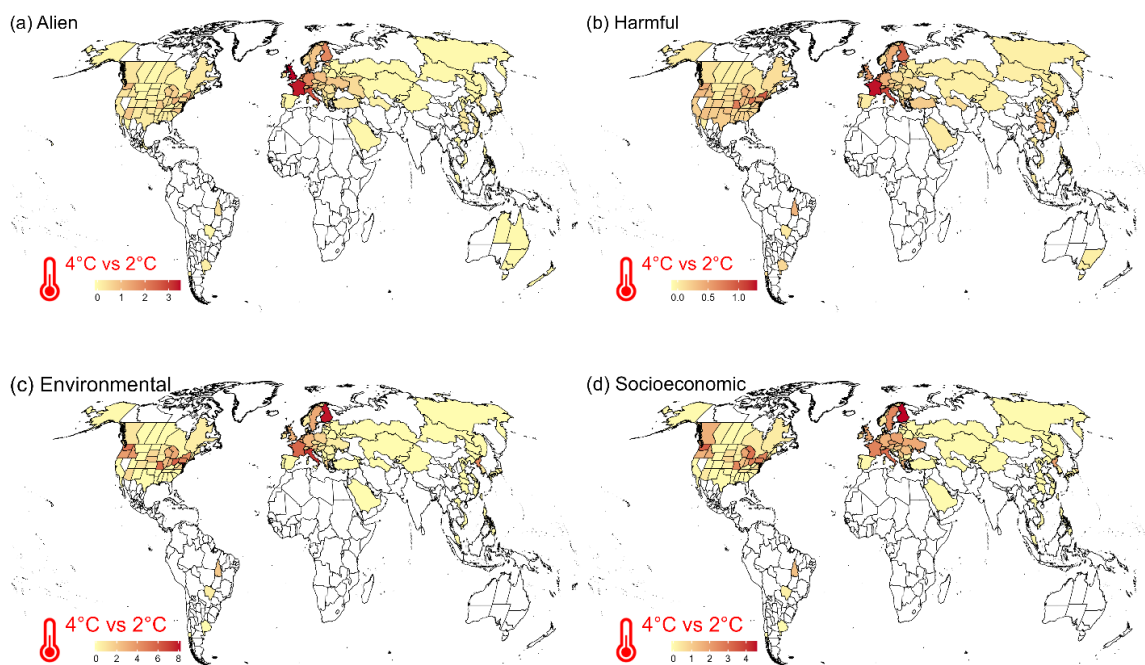 (a) Alien
4°C vs 2°C
0 1 2 3
(b) Harmful
4°C vs 2°C
0.0 0.5 1.0
(c) Environmental
4°C vs 2°C
0 2 4 6 8
(d) Socioeconomic
4°C vs 2°C
0 1 2 3 4